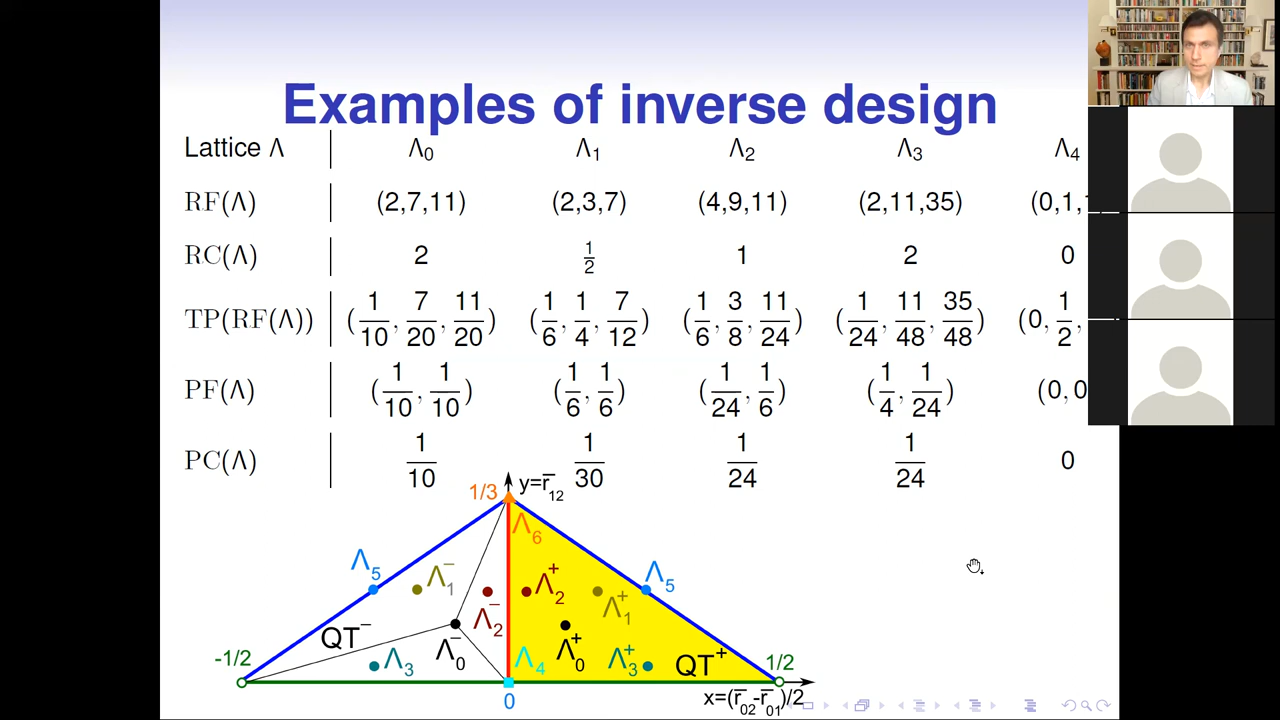 Examples of inverse design
Lattice Λ | Λ₀ Λ₁ Λ₂ Λ₃ Λ₄
RF(Λ) | (2,7,11) (2,3,7) (4,9,11) (2,11,35) (0,1,
RC(Λ) | 2 1/2 1 2 0
TP(RF(Λ)) | (1/10, 7/20, 11/20) (1/6, 1/4, 7/12) (1/6, 3/8, 11/24) (1/24, 11/48, 35/48) (0, 1/2,
PF(Λ) | (1/10, 1/10) (1/6, 1/6) (1/24, 1/6) (1/4, 1/24) (0, 0
PC(Λ) | 1/10 1/30 1/24 1/24 0
1/3 y=r̅₁₂
Λ₆
Λ₅ Λ₁⁻ Λ₂⁺ Λ₅
Λ₂⁻ Λ₁⁺
QT⁻ Λ₀⁻ Λ₀⁺
-1/2 Λ₃⁻ Λ₄ Λ₃⁺ QT⁺ 1/2
0 x=(r̅₀₂-r̅₀₁)/2